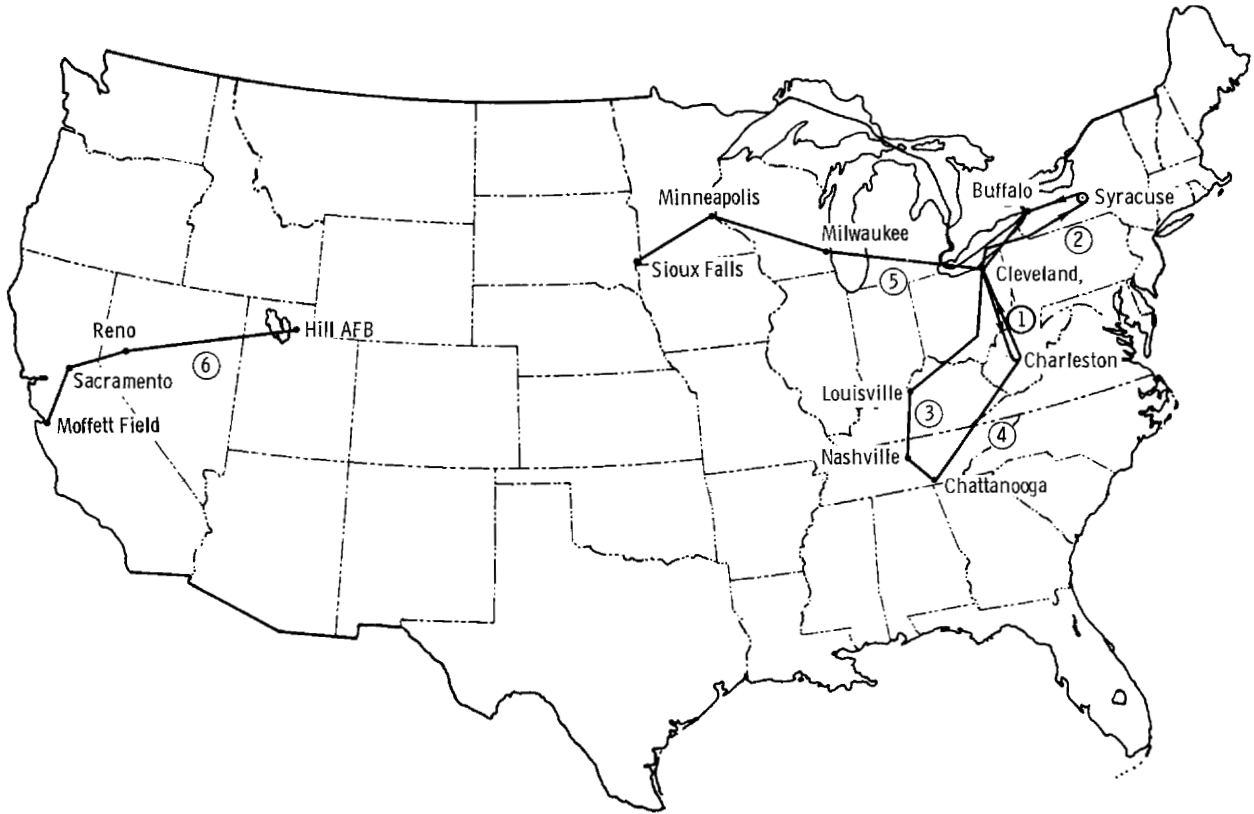 Buffalo
Syracuse
Minneapolis
Milwaukee
②
Sioux Falls
⑤
Cleveland,
Reno
Hill AFB
①
⑥
Charleston
Sacramento
Louisville
③
Moffett Field
④
Nashville
Chattanooga